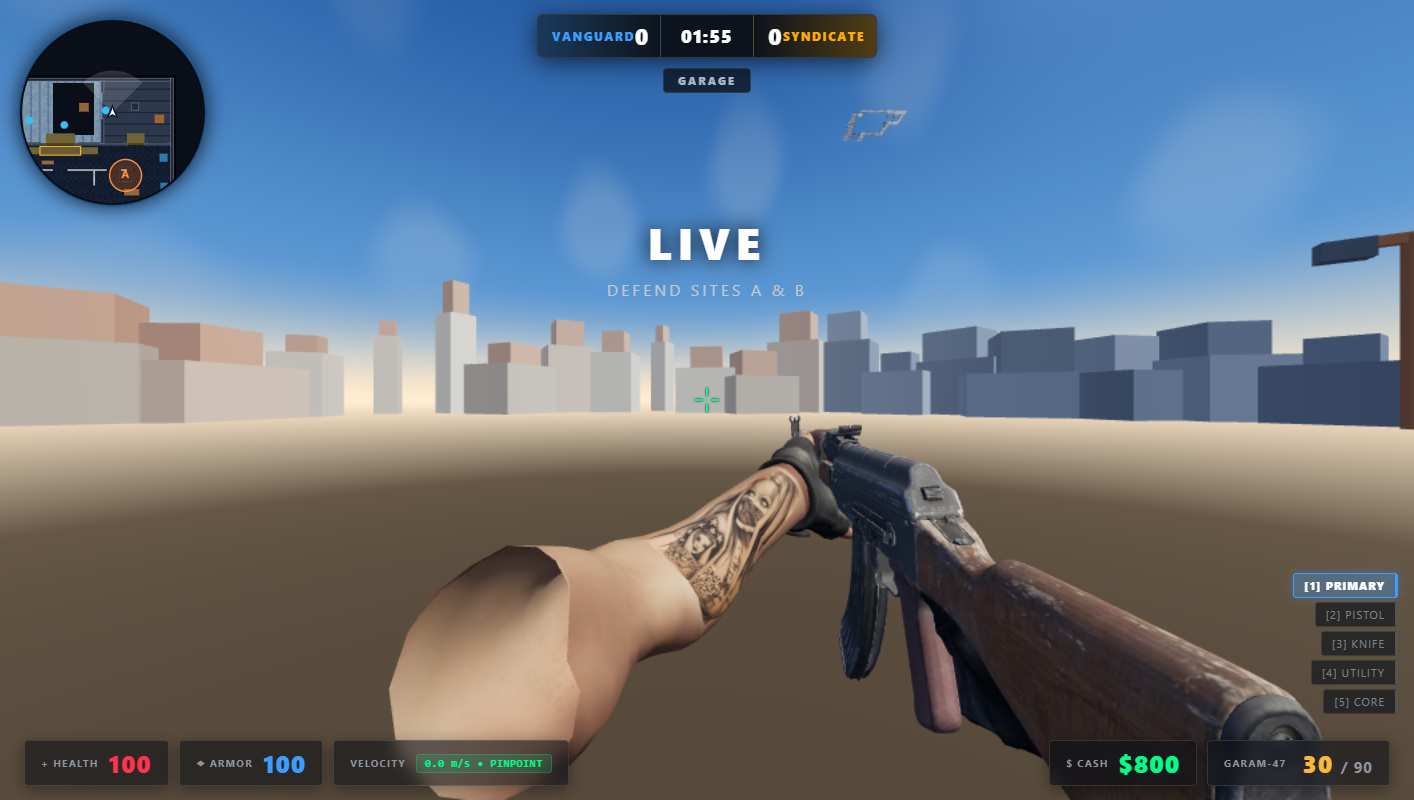 VANGUARD 0 01:55 0 SYNDICATE
GARAGE
A
LIVE
DEFEND SITES A & B
[1] PRIMARY
[2] PISTOL
[3] KNIFE
[4] UTILITY
[5] CORE
+ HEALTH 100
◆ ARMOR 100
VELOCITY 0.0 m/s • PINPOINT
$ CASH $800
GARAM-47 30 / 90